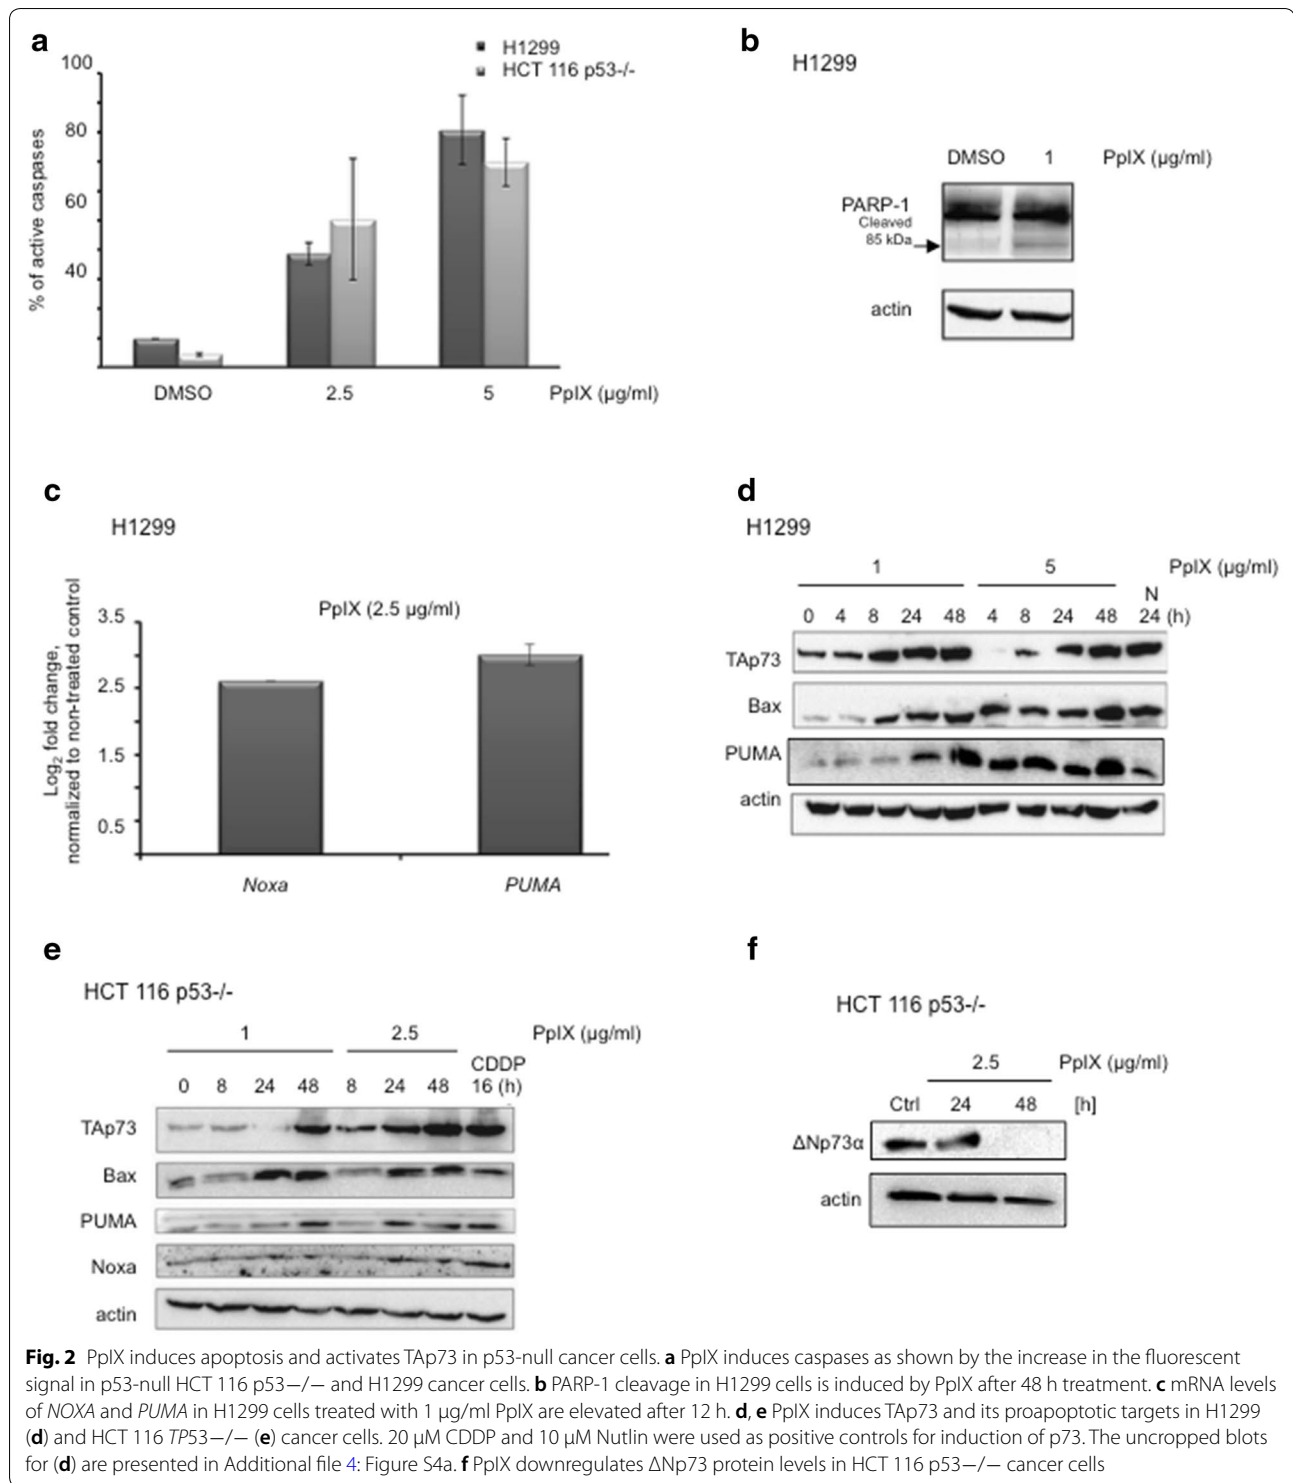 a
H1299
HCT 116 p53-/-
% of active caspases
100
80
60
40
DMSO 2.5 5 PpIX (µg/ml)
b
H1299
DMSO 1 PpIX (µg/ml)
PARP-1
Cleaved
85 kDa
actin
c
H1299
PpIX (2.5 µg/ml)
Log2 fold change,
normalized to non-treated control
3.5
2.5
1.5
0.5
Noxa PUMA
d
H1299
1 5 PpIX (µg/ml)
N
0 4 8 24 48 4 8 24 48 24 (h)
TAp73
Bax
PUMA
actin
e
HCT 116 p53-/-
1 2.5 PpIX (µg/ml)
CDDP
0 8 24 48 8 24 48 16 (h)
TAp73
Bax
PUMA
Noxa
actin
f
HCT 116 p53-/-
2.5 PpIX (µg/ml)
Ctrl 24 48 [h]
ΔNp73α
actin
Fig. 2 PpIX induces apoptosis and activates TAp73 in p53-null cancer cells. a PpIX induces caspases as shown by the increase in the fluorescent
signal in p53-null HCT 116 p53−/− and H1299 cancer cells. b PARP-1 cleavage in H1299 cells is induced by PpIX after 48 h treatment. c mRNA levels
of NOXA and PUMA in H1299 cells treated with 1 µg/ml PpIX are elevated after 12 h. d, e PpIX induces TAp73 and its proapoptotic targets in H1299
(d) and HCT 116 TP53−/− (e) cancer cells. 20 µM CDDP and 10 µM Nutlin were used as positive controls for induction of p73. The uncropped blots
for (d) are presented in Additional file 4: Figure S4a. f PpIX downregulates ΔNp73 protein levels in HCT 116 p53−/− cancer cells